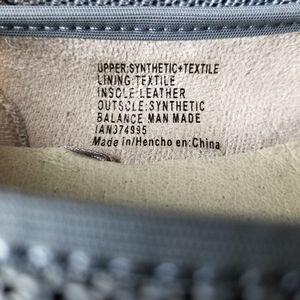 UPPER:SYNTHETIC+TEXTILE
LINING:TEXTILE
INSOLE:LEATHER
OUTSOLE:SYNTHETIC
BALANCE MAN MADE
IAN374995
Made in/Hencho en:China